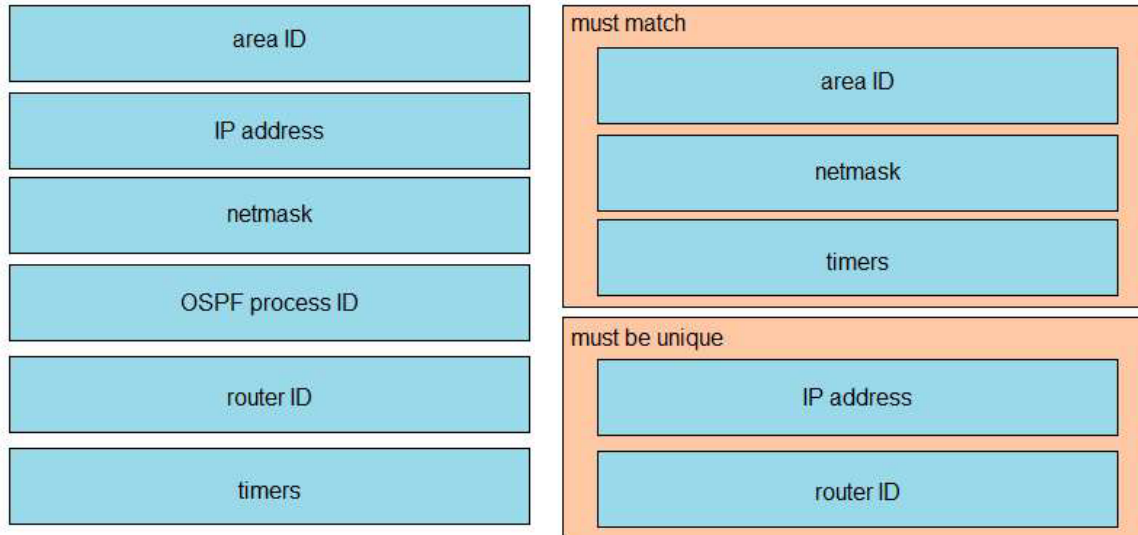 area ID
IP address
netmask
OSPF process ID
router ID
timers
must match
area ID
netmask
timers
must be unique
IP address
router ID